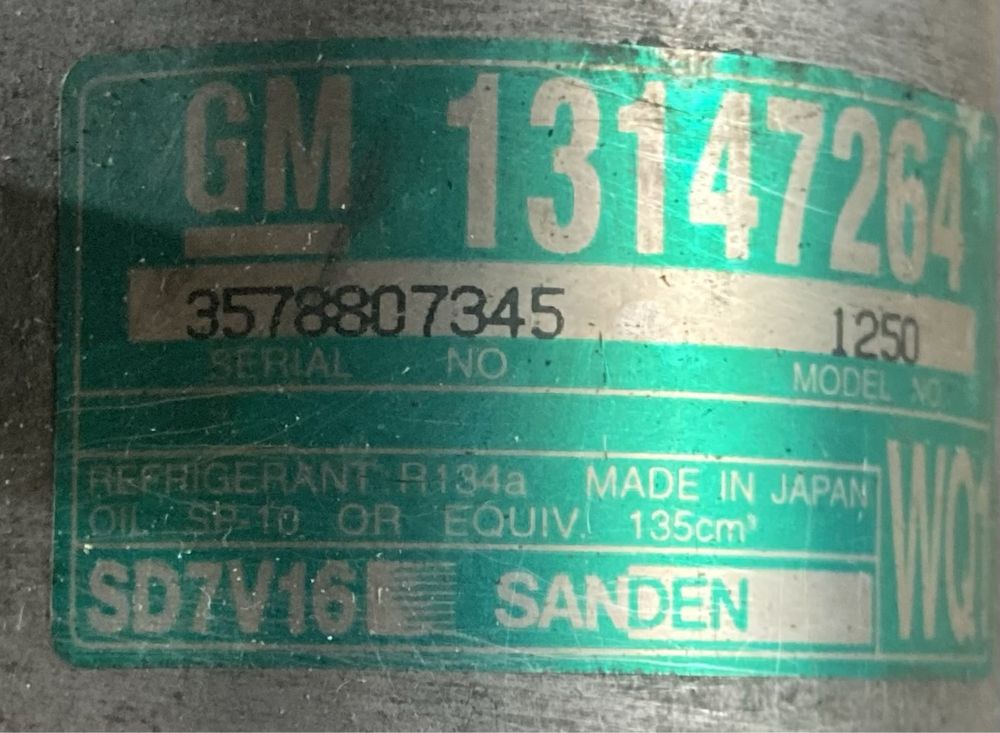 GM 13147264
3578807345 1250
SERIAL NO. MODEL NO.
REFRIGERANT R134a MADE IN JAPAN
OIL SP-10 OR EQUIV. 135cm³
WQ
SD7V16 SANDEN